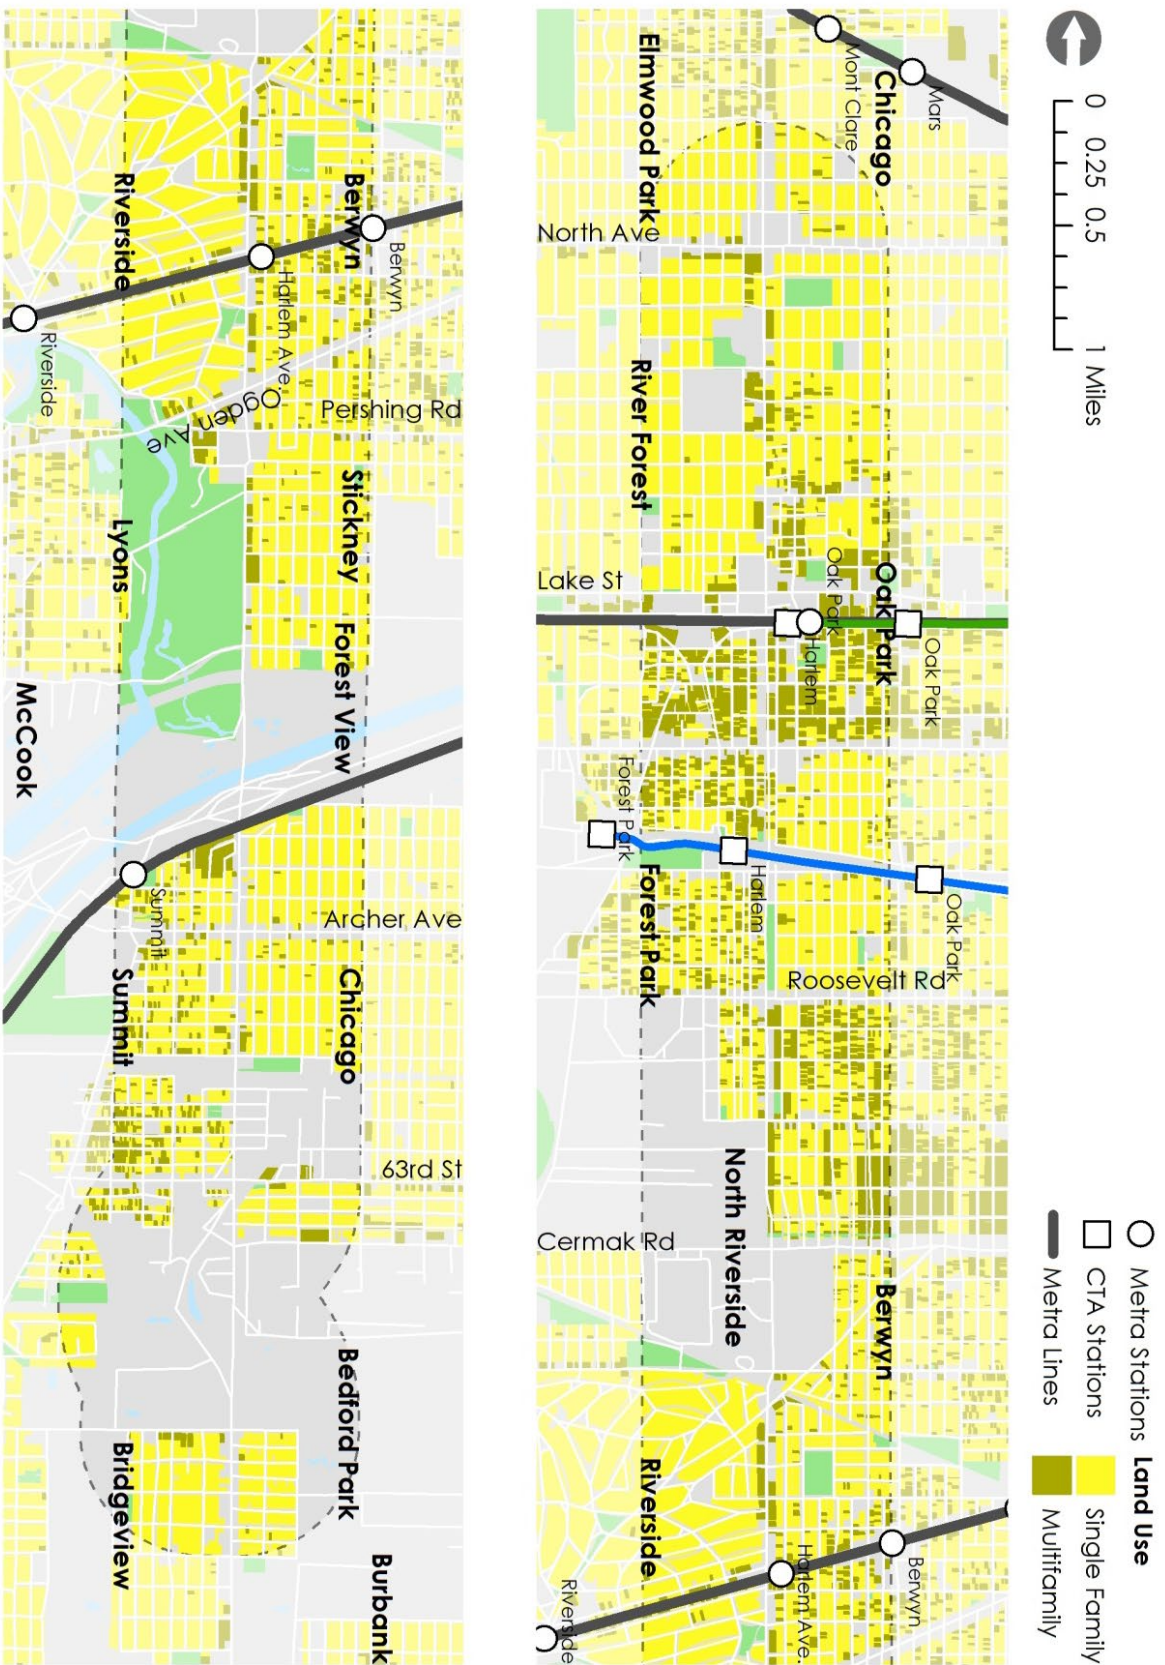 0 0.25 0.5 1 Miles
Metra Stations
CTA Stations
Metra Lines
Land Use
Single Family
Multifamily
Mars
Mont Clare
Chicago
Elmwood Park
North Ave
River Forest
Lake St
Oak Park
Oak Park
Harlem
Oak Park
Forest Park
Forest Park
Harlem
Oak Park
Roosevelt Rd
North Riverside
Cermak Rd
Berwyn
Riverside
Berwyn
Harlem Ave.
Riverside
Berwyn
Berwyn
Riverside
Harlem Ave.
Riverside
Ogden Ave
Pershing Rd
Stickney
Lyons
Forest View
McCook
Summit
Archer Ave
Summit
Chicago
63rd St
Bedford Park
Bridgeview
Burbank